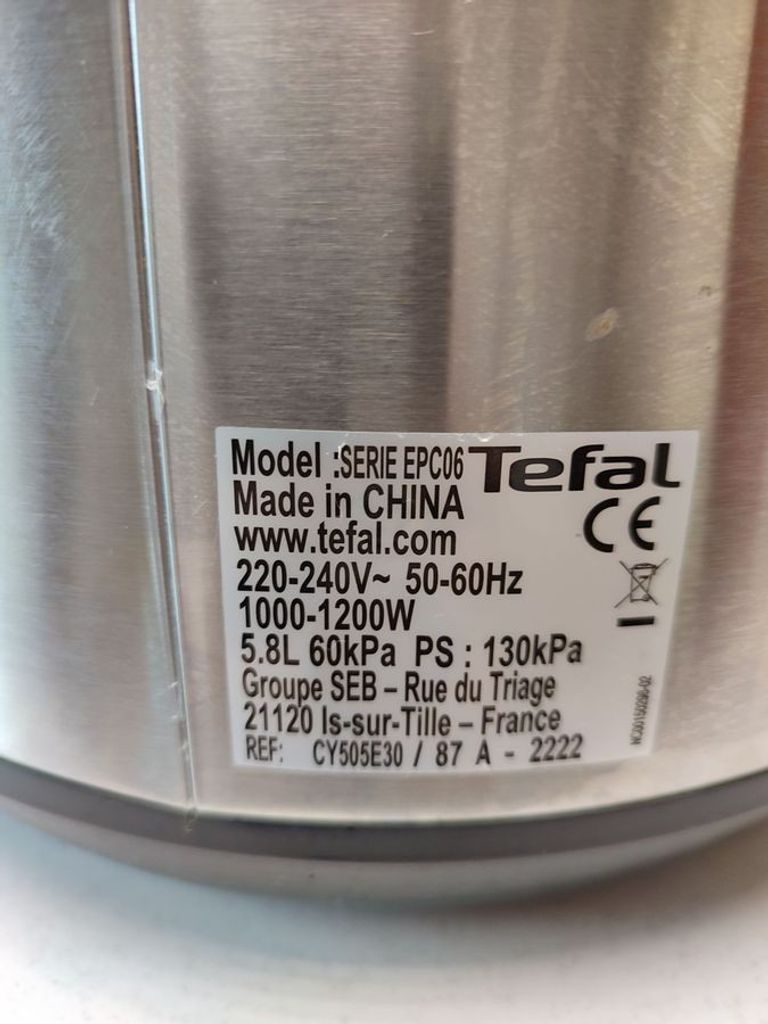 Model :SERIE EPC06 Tefal
Made in CHINA
CE
www.tefal.com
220-240V~ 50-60Hz
1000-1200W
5.8L 60kPa PS : 130kPa
Groupe SEB – Rue du Triage
21120 Is-sur-Tille – France
REF: CY505E30 / 87 A - 2222